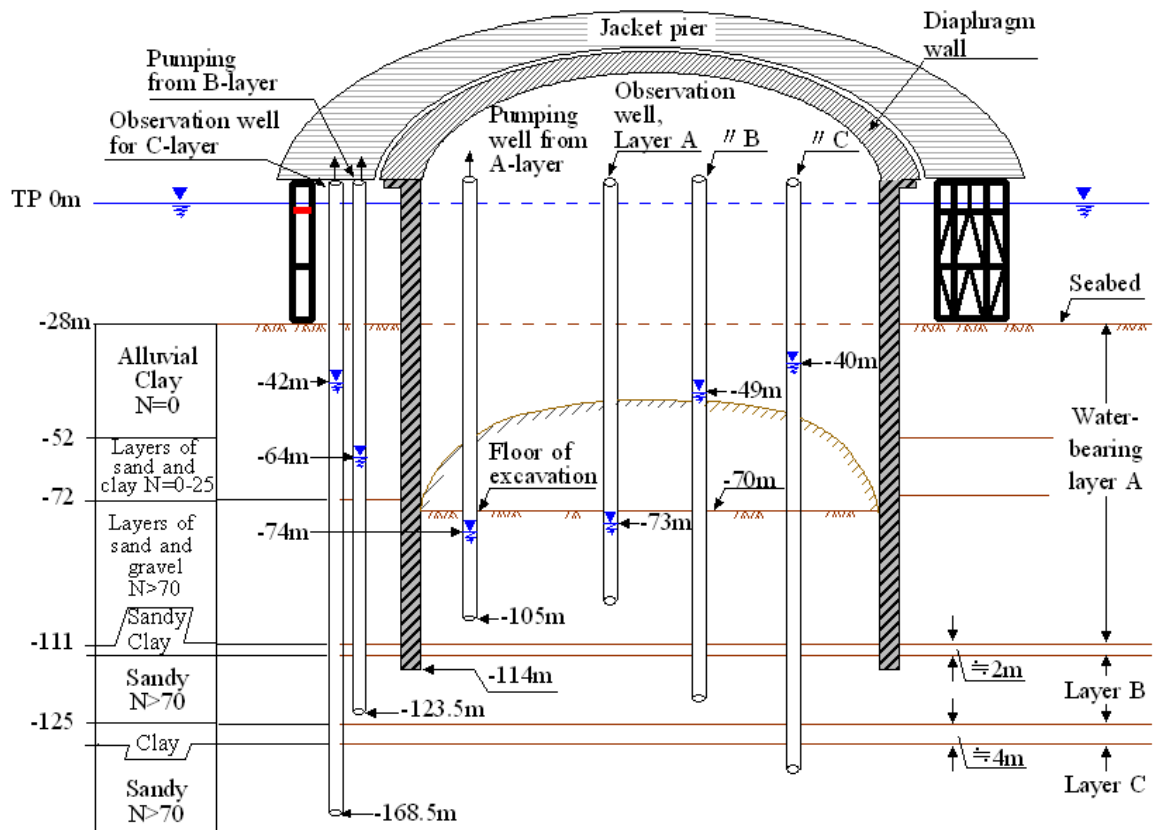 Jacket pier
Diaphragm
wall
Pumping
from B-layer
Observation well
for C-layer
Pumping
well from
A-layer
Observation
well,
Layer A
〃 B
〃 C
TP 0m
Seabed
-28m
Alluvial
Clay
N=0
-42m
-49m
-40m
-52
Layers of
sand and
clay N=0-25
-64m
Floor of
excavation
-70m
Water-
bearing
layer A
-72
Layers of
sand and
gravel
N>70
-74m
-73m
Sandy
Clay
-105m
-111
-114m
≒2m
Sandy
N>70
Layer B
-123.5m
-125
Clay
≒4m
Layer C
Sandy
N>70
-168.5m